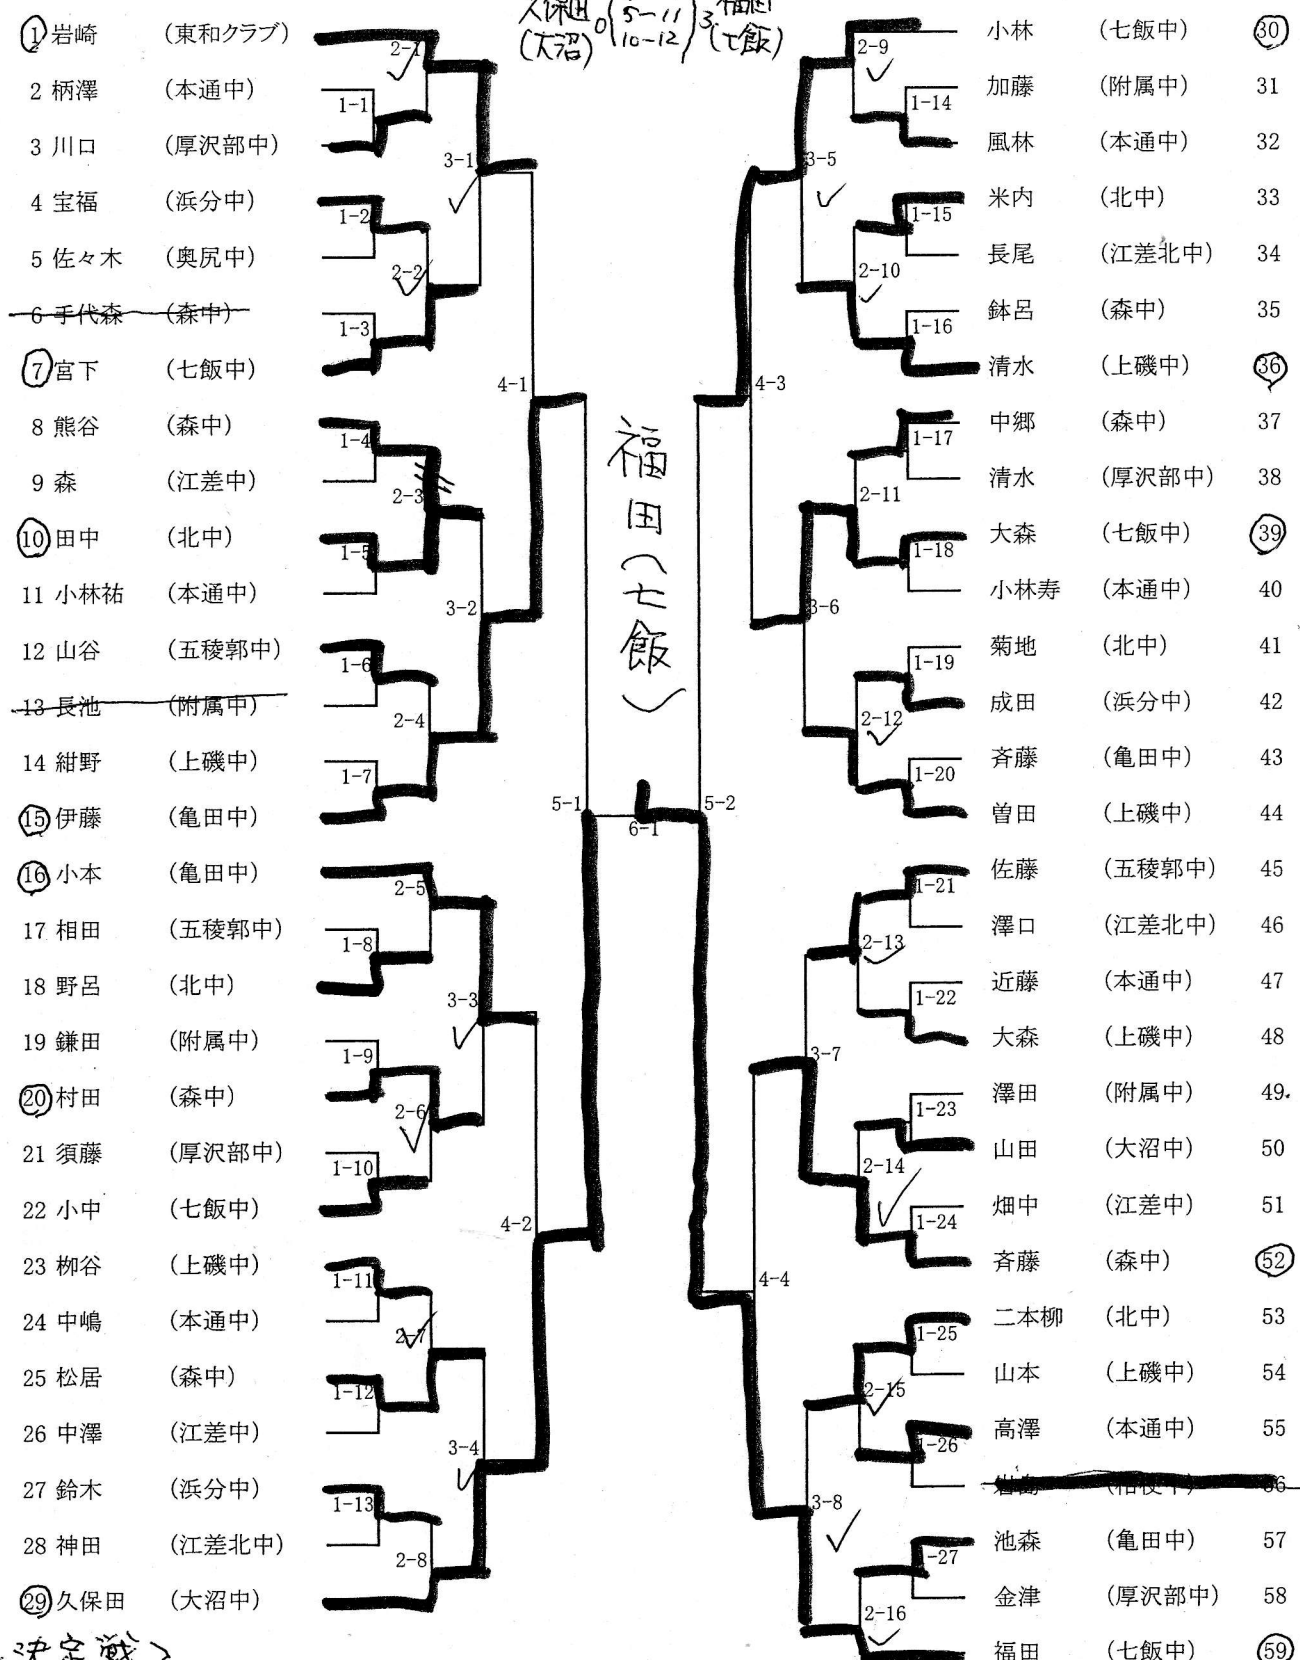 久保田 0 5-11 3 福田
(大沼) 10-12 (七飯)
1 岩崎 (東和クラブ)
2 柄澤 (本通中)
3 川口 (厚沢部中)
4 宝福 (浜分中)
5 佐々木 (奥尻中)
6 手代森 (森中)
7 宮下 (七飯中)
8 熊谷 (森中)
9 森 (江差中)
10 田中 (北中)
11 小林祐 (本通中)
12 山谷 (五稜郭中)
13 長池 (附属中)
14 紺野 (上磯中)
15 伊藤 (亀田中)
16 小本 (亀田中)
17 相田 (五稜郭中)
18 野呂 (北中)
19 鎌田 (附属中)
20 村田 (森中)
21 須藤 (厚沢部中)
22 小中 (七飯中)
23 栁谷 (上磯中)
24 中嶋 (本通中)
25 松居 (森中)
26 中澤 (江差中)
27 鈴木 (浜分中)
28 神田 (江差北中)
29 久保田 (大沼中)
決定戦)
1-1
1-2
1-3
1-4
1-5
1-6
1-7
1-8
1-9
1-10
1-11
1-12
1-13
2-1
2-2
2-3
2-4
2-5
2-6
2-7
2-8
3-1
3-2
3-3
3-4
4-1
4-2
5-1
福田(七飯)
6-1
5-2
4-3
4-4
3-5
3-6
3-7
3-8
2-9
2-10
2-11
2-12
2-13
2-14
2-15
2-16
1-14
1-15
1-16
1-17
1-18
1-19
1-20
1-21
1-22
1-23
1-24
1-25
1-26
1-27
小林 (七飯中) 30
加藤 (附属中) 31
風林 (本通中) 32
米内 (北中) 33
長尾 (江差北中) 34
鉢呂 (森中) 35
清水 (上磯中) 36
中郷 (森中) 37
清水 (厚沢部中) 38
大森 (七飯中) 39
小林寿 (本通中) 40
菊地 (北中) 41
成田 (浜分中) 42
斉藤 (亀田中) 43
曽田 (上磯中) 44
佐藤 (五稜郭中) 45
澤口 (江差北中) 46
近藤 (本通中) 47
大森 (上磯中) 48
澤田 (附属中) 49
山田 (大沼中) 50
畑中 (江差中) 51
斉藤 (森中) 52
二本柳 (北中) 53
山本 (上磯中) 54
高澤 (本通中) 55
池森 (亀田中) 57
金津 (厚沢部中) 58
福田 (七飯中) 59